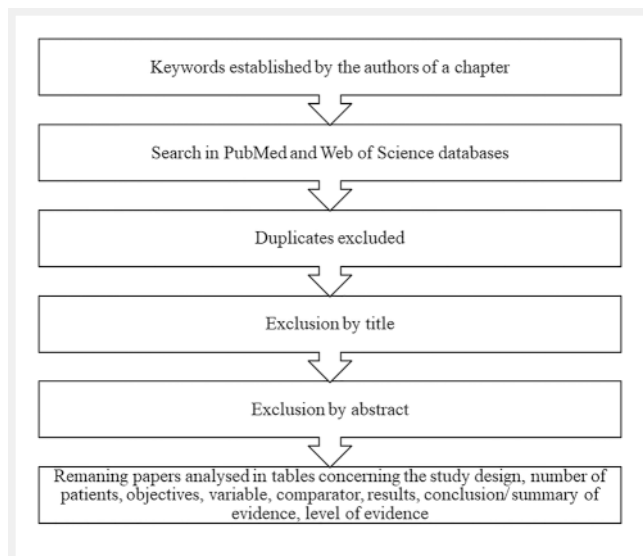 Keywords established by the authors of a chapter
Search in PubMed and Web of Science databases
Duplicates excluded
Exclusion by title
Exclusion by abstract
Remaning papers analysed in tables concerning the study design, number of
patients, objectives, variable, comparator, results, conclusion/ summary of
evidence, level of evidence